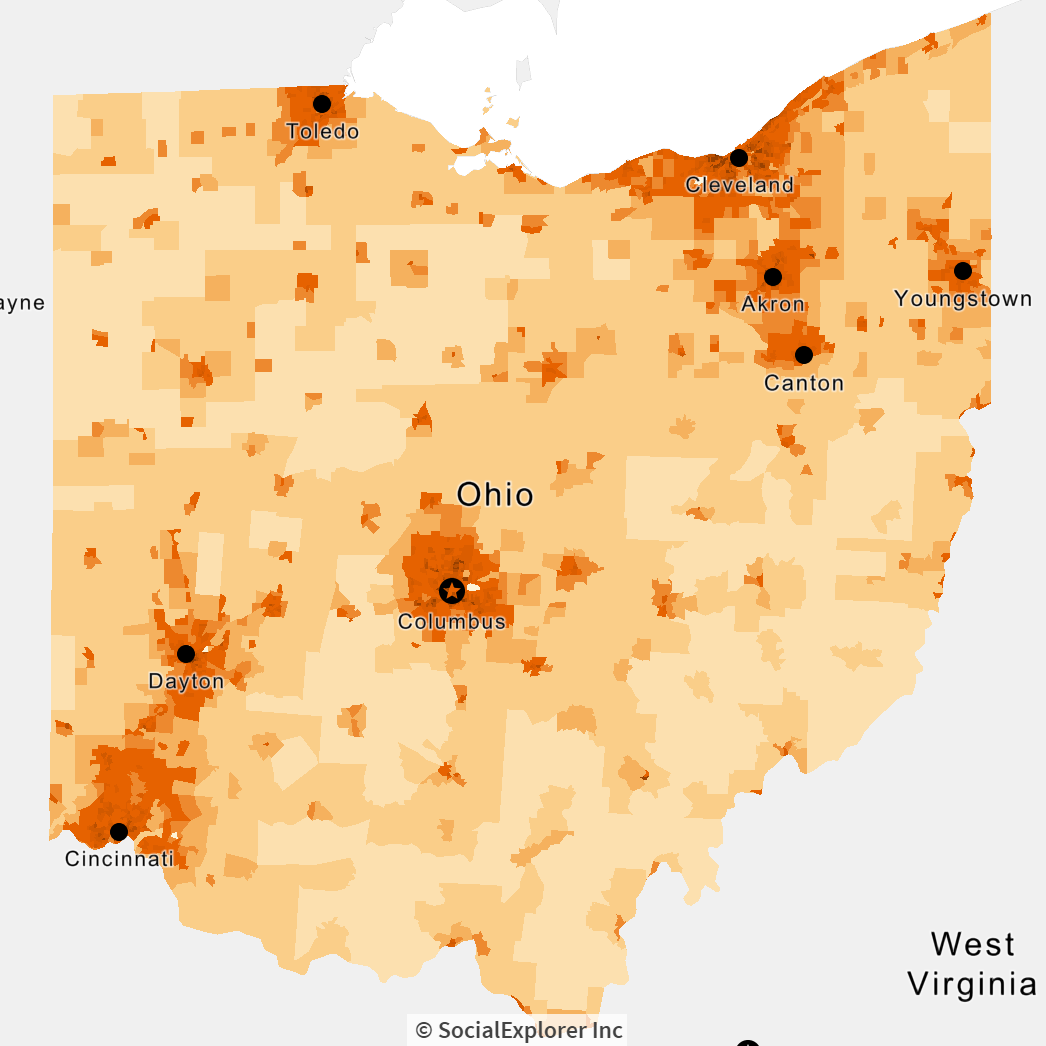 Toledo
Cleveland
Akron
Youngstown
ayne
Canton
Ohio
Columbus
Dayton
Cincinnati
West
Virginia
© SocialExplorer Inc